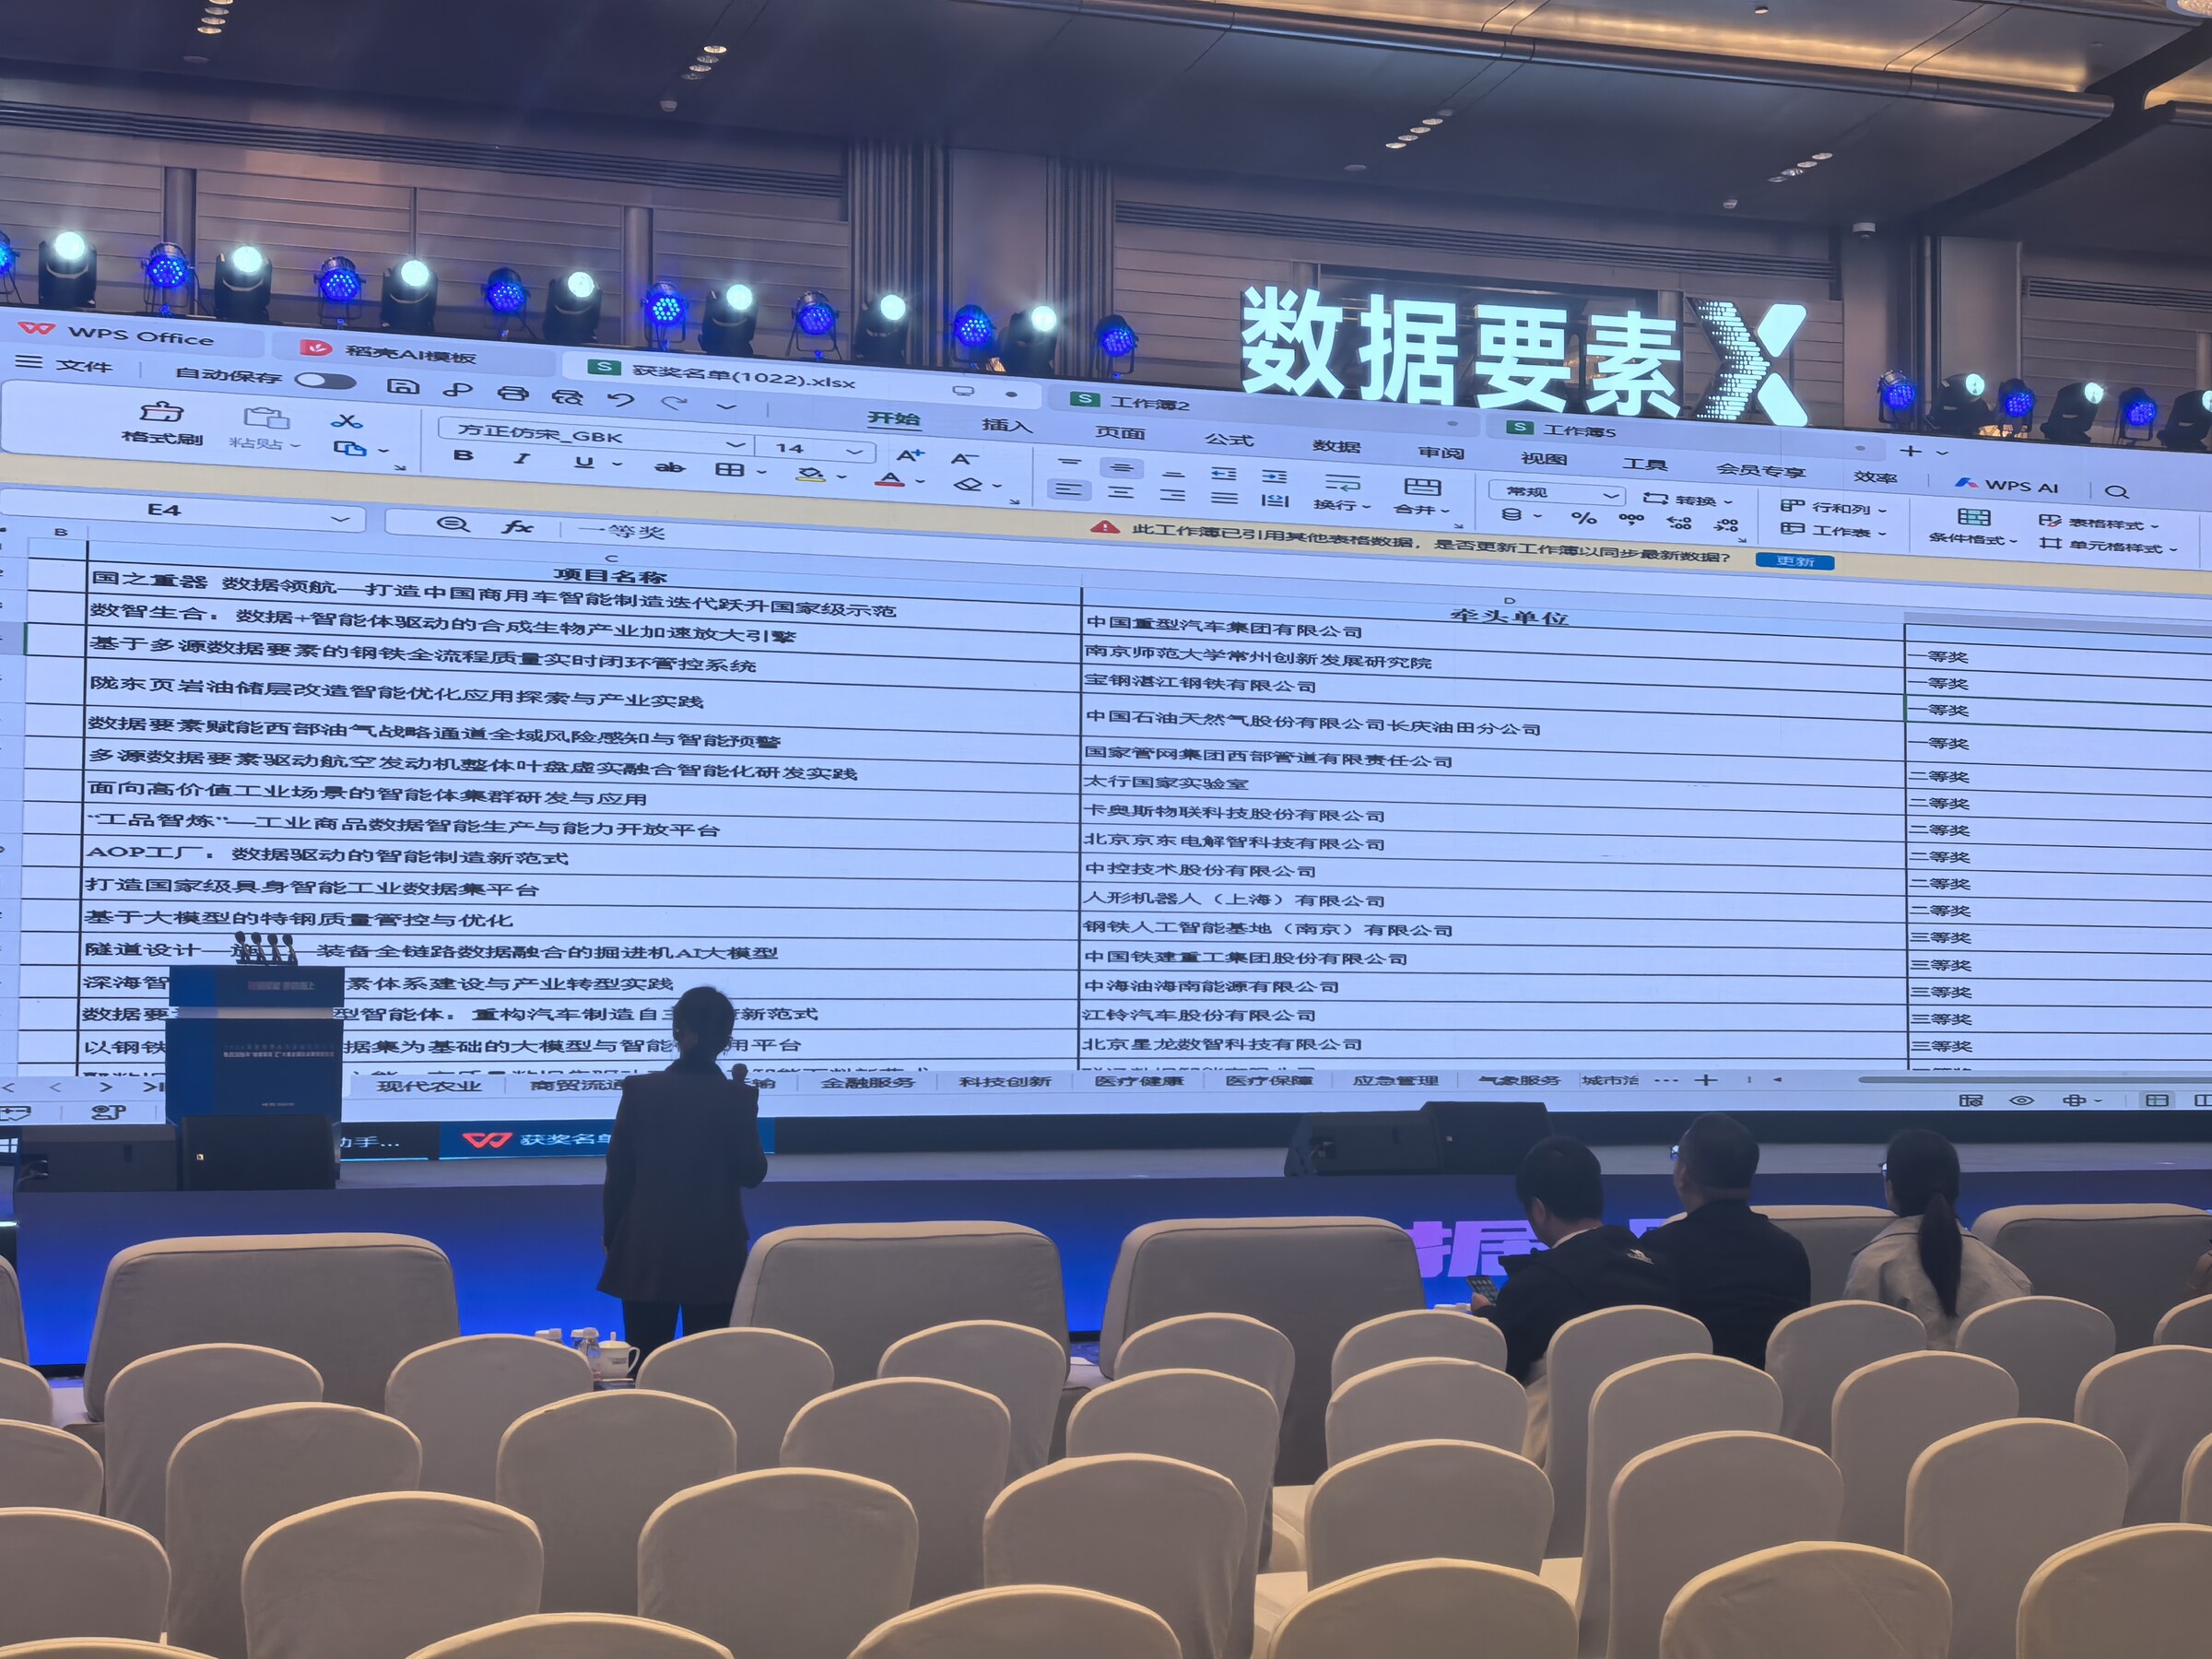 数据要素X
WPS Office 稻壳AI模板 获奖名单(1022).xlsx 工作簿2 工作簿5
文件 自动保存 开始 插入 页面 公式 数据 审阅 视图 工具 会员专享 效率 WPS AI
格式刷 粘贴 方正仿宋_GBK 14 换行 合并 常规 转换 行和列 工作表 条件格式 表格样式 单元格样式
此工作簿已引用其他表格数据，是否更新工作簿以同步最新数据? 更新
E4 fx 一等奖
B C D
项目名称 牵头单位
国之重器 数据领航—打造中国商用车智能制造迭代跃升国家级示范 中国重型汽车集团有限公司 一等奖
数智生合：数据+智能体驱动的合成生物产业加速放大引擎 南京师范大学常州创新发展研究院 一等奖
基于多源数据要素的钢铁全流程质量实时闭环管控系统 宝钢湛江钢铁有限公司 一等奖
陇东页岩油储层改造智能优化应用探索与产业实践 中国石油天然气股份有限公司长庆油田分公司 一等奖
数据要素赋能西部油气战略通道全域风险感知与智能预警 国家管网集团西部管道有限责任公司 二等奖
多源数据要素驱动航空发动机整体叶盘虚实融合智能化研发实践 太行国家实验室 二等奖
面向高价值工业场景的智能体集群研发与应用 卡奥斯物联科技股份有限公司 二等奖
“工品智炼”—工业商品数据智能生产与能力开放平台 北京京东电解智科技有限公司 二等奖
AOP工厂：数据驱动的智能制造新范式 中控技术股份有限公司 二等奖
打造国家级具身智能工业数据集平台 人形机器人（上海）有限公司 二等奖
基于大模型的特钢质量管控与优化 钢铁人工智能基地（南京）有限公司 三等奖
隧道设计—施 装备全链路数据融合的掘进机AI大模型 中国铁建重工集团股份有限公司 三等奖
深海智 素体系建设与产业转型实践 中海油海南能源有限公司 三等奖
数据要 型智能体：重构汽车制造自主 新范式 江铃汽车股份有限公司 三等奖
以钢铁 据集为基础的大模型与智能 用平台 北京星龙数智科技有限公司 三等奖
现代农业 商贸流通 输 金融服务 科技创新 医疗健康 医疗保障 应急管理 气象服务 城市治
助手... 获奖名单
据